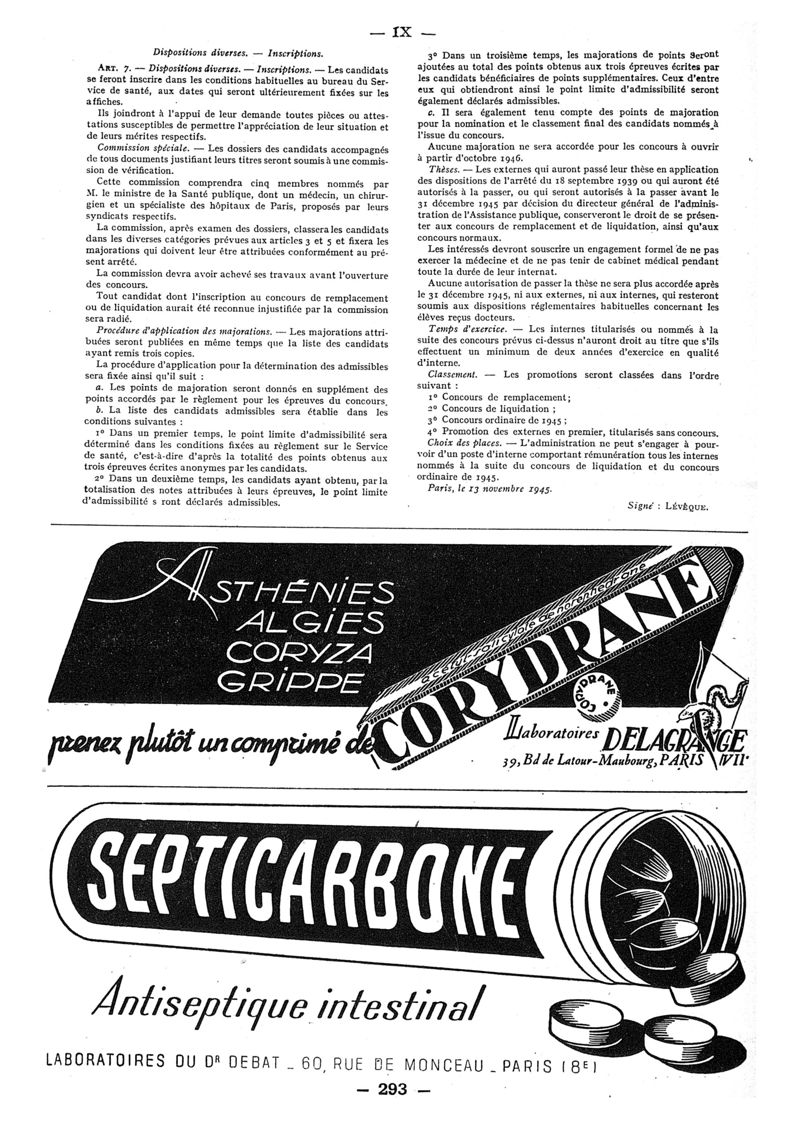 — IX —
Dispositions diverses. — Inscriptions.
ART. 7. — Dispositions diverses. — Inscriptions. — Les candidats
se feront inscrire dans les conditions habituelles au bureau du Ser-
vice de santé, aux dates qui seront ultérieurement fixées sur les
affiches.
Ils joindront à l'appui de leur demande toutes pièces ou attes-
tations susceptibles de permettre l'appréciation de leur situation et
de leurs mérites respectifs.
Commission spéciale. — Les dossiers des candidats accompagnés
de tous documents justifiant leurs titres seront soumis à une commis-
sion de vérification.
Cette commission comprendra cinq membres nommés par
M. le ministre de la Santé publique, dont un médecin, un chirur-
gien et un spécialiste des hôpitaux de Paris, proposés par leurs
syndicats respectifs.
La commission, après examen des dossiers, classera les candidats
dans les diverses catégories prévues aux articles 3 et 5 et fixera les
majorations qui doivent leur être attribuées conformément au pré-
sent arrêté.
La commission devra avoir achevé ses travaux avant l'ouverture
des concours.
Tout candidat dont l'inscription au concours de remplacement
ou de liquidation aurait été reconnue injustifiée par la commission
sera radié.
Procédure d'application des majorations. — Les majorations attri-
buées seront publiées en même temps que la liste des candidats
ayant remis trois copies.
La procédure d'application pour la détermination des admissibles
sera fixée ainsi qu'il suit :
a. Les points de majoration seront donnés en supplément des
points accordés par le règlement pour les épreuves du concours.
b. La liste des candidats admissibles sera établie dans les
conditions suivantes :
1º Dans un premier temps, le point limite d'admissibilité sera
déterminé dans les conditions fixées au règlement sur le Service
de santé, c'est-à-dire d'après la totalité des points obtenus aux
trois épreuves écrites anonymes par les candidats.
2º Dans un deuxième temps, les candidats ayant obtenu, par la
totalisation des notes attribuées à leurs épreuves, le point limite
d'admissibilité s ront déclarés admissibles.
3º Dans un troisième temps, les majorations de points seront
ajoutées au total des points obtenus aux trois épreuves écrites par
les candidats bénéficiaires de points supplémentaires. Ceux d'entre
eux qui obtiendront ainsi le point limite d'admissibilité seront
également déclarés admissibles.
c. Il sera également tenu compte des points de majoration
pour la nomination et le classement final des candidats nommés à
l'issue du concours.
Aucune majoration ne sera accordée pour les concours à ouvrir
à partir d'octobre 1946.
Thèses. — Les externes qui auront passé leur thèse en application
des dispositions de l'arrêté du 18 septembre 1939 ou qui auront été
autorisés à la passer, ou qui seront autorisés à la passer avant le
31 décembre 1945 par décision du directeur général de l'adminis-
tration de l'Assistance publique, conserveront le droit de se présen-
ter aux concours de remplacement et de liquidation, ainsi qu'aux
concours normaux.
Les intéressés devront souscrire un engagement formel de ne pas
exercer la médecine et de ne pas tenir de cabinet médical pendant
toute la durée de leur internat.
Aucune autorisation de passer la thèse ne sera plus accordée après
le 31 décembre 1945, ni aux externes, ni aux internes, qui resteront
soumis aux dispositions réglementaires habituelles concernant les
élèves reçus docteurs.
Temps d'exercice. — Les internes titularisés ou nommés à la
suite des concours prévus ci-dessus n'auront droit au titre que s'ils
effectuent un minimum de deux années d'exercice en qualité
d'interne.
Classement. — Les promotions seront classées dans l'ordre
suivant :
1º Concours de remplacement;
2º Concours de liquidation ;
3º Concours ordinaire de 1945 ;
4º Promotion des externes en premier, titularisés sans concours.
Choix des places. — L'administration ne peut s'engager à pour-
voir d'un poste d'interne comportant rémunération tous les internes
nommés à la suite du concours de liquidation et du concours
ordinaire de 1945.
Paris, le 13 novembre 1945.
Signé : LÉVÊQUE.
ASTHÉNIES
ALGIES
CORYZA
GRIPPE
acétyl-salicylate de norenhedrane
CORYDRANE
CORYDRANE
prenez plutôt un comprimé de
Laboratoires DELAGRANGE
39, Bd de Latour-Maubourg, PARIS (VIIe
SEPTICARBONE
Antiseptique intestinal
LABORATOIRES DU DR DEBAT _ 60, RUE DE MONCEAU _ PARIS (8E)
— 293 —